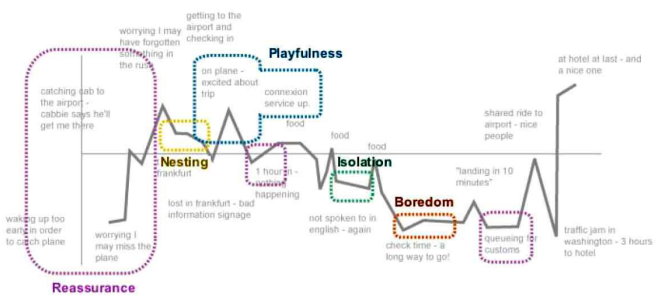 getting to the
airport and
checking in
worrying I may
have forgotten
something in
the rush
Playfulness
on plane -
excited about
trip
connexion
service up.
catching cab to
the airport -
cabbie says he'll
get me there
food
food
food
at hotel at last - and
a nice one
shared ride to
airport - nice
people
Nesting
frankfurt
1 hour in -
nothing
happening
Isolation
"landing in 10
minutes"
lost in frankfurt - bad
information signage
Boredom
not spoken to in
english - again
waking up too
early in order
to catch plane
worrying I
may miss the
plane
check time - a
long way to go!
queueing for
customs
traffic jam in
washington - 3 hours
to hotel
Reassurance